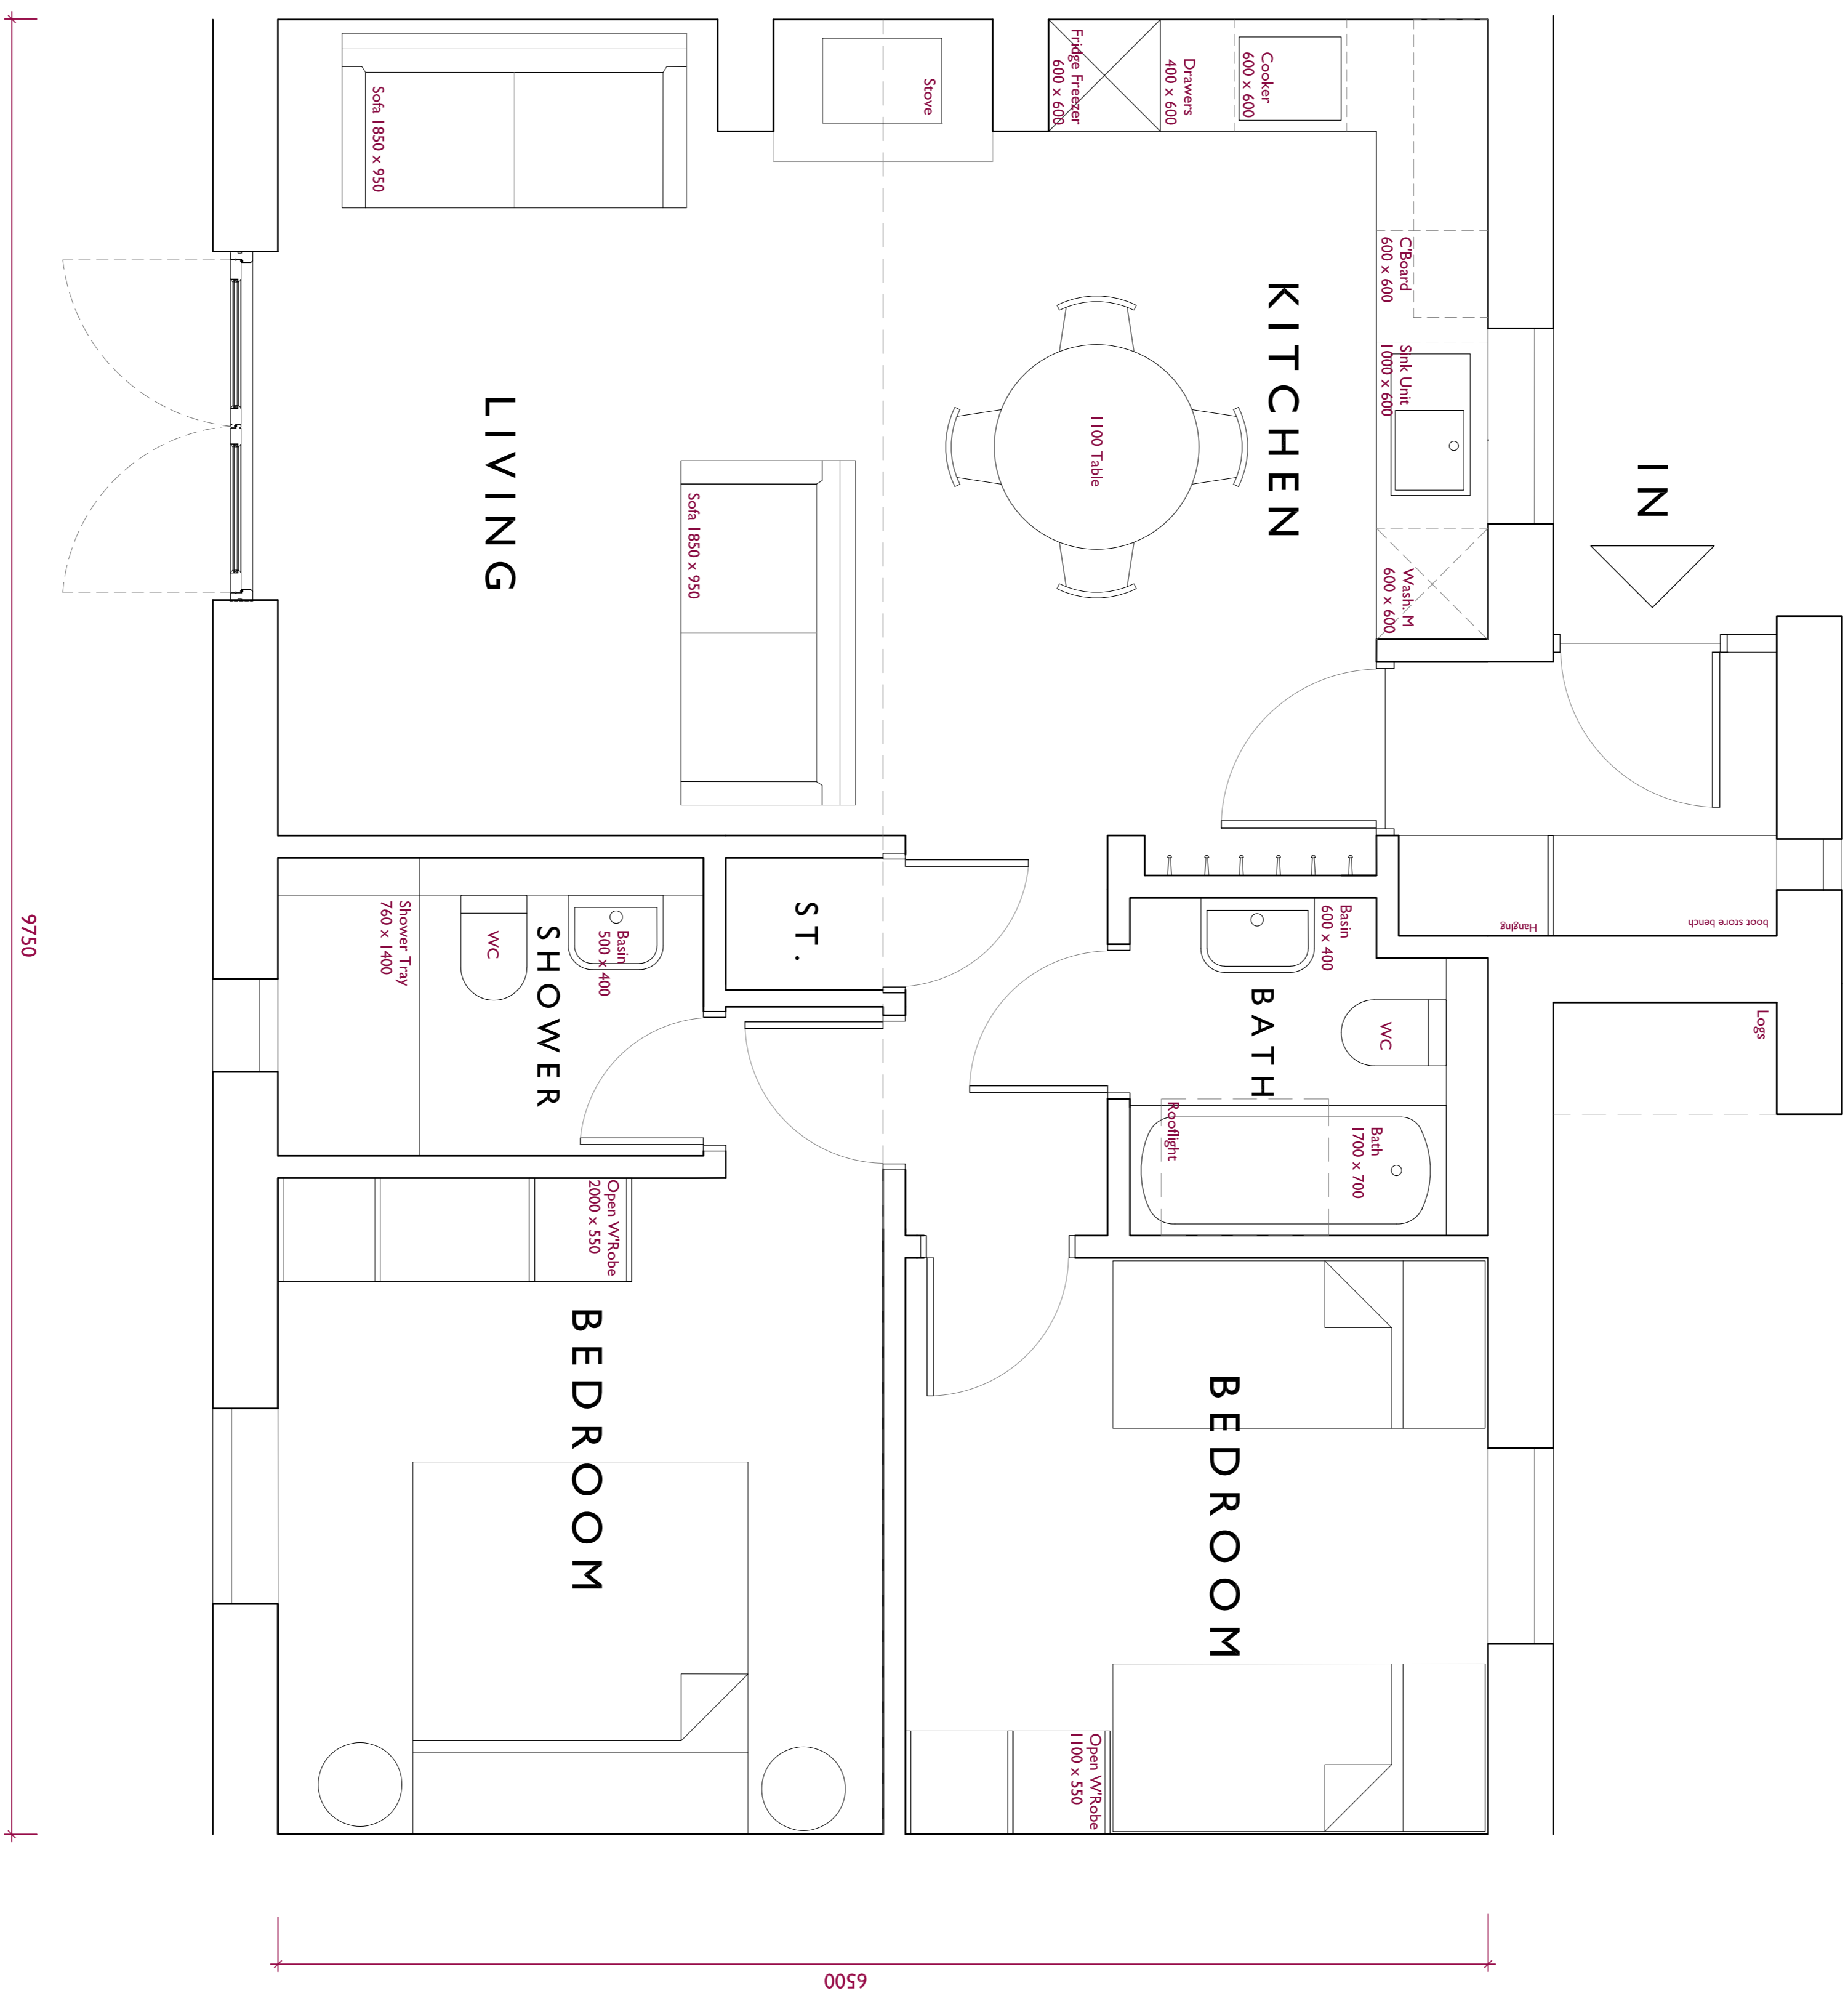 IN
Fridge Freezer
600 x 600
Drawers
400 x 600
Cooker
600 x 600
Stove
C'Board
600 x 600
Sink Unit
1000 x 600
Wash. M
600 x 600
KITCHEN
1100 Table
Sofa 1850 x 950
Sofa 1850 x 950
LIVING
boot store bench
Hanging
Logs
Basin
600 x 400
BATH
WC
Bath
1700 x 700
Rooflight
ST.
Basin
500 x 400
SHOWER
WC
Shower Tray
760 x 1400
Open W'Robe
2000 x 550
BEDROOM
BEDROOM
Open W'Robe
1100 x 550
9750
6500